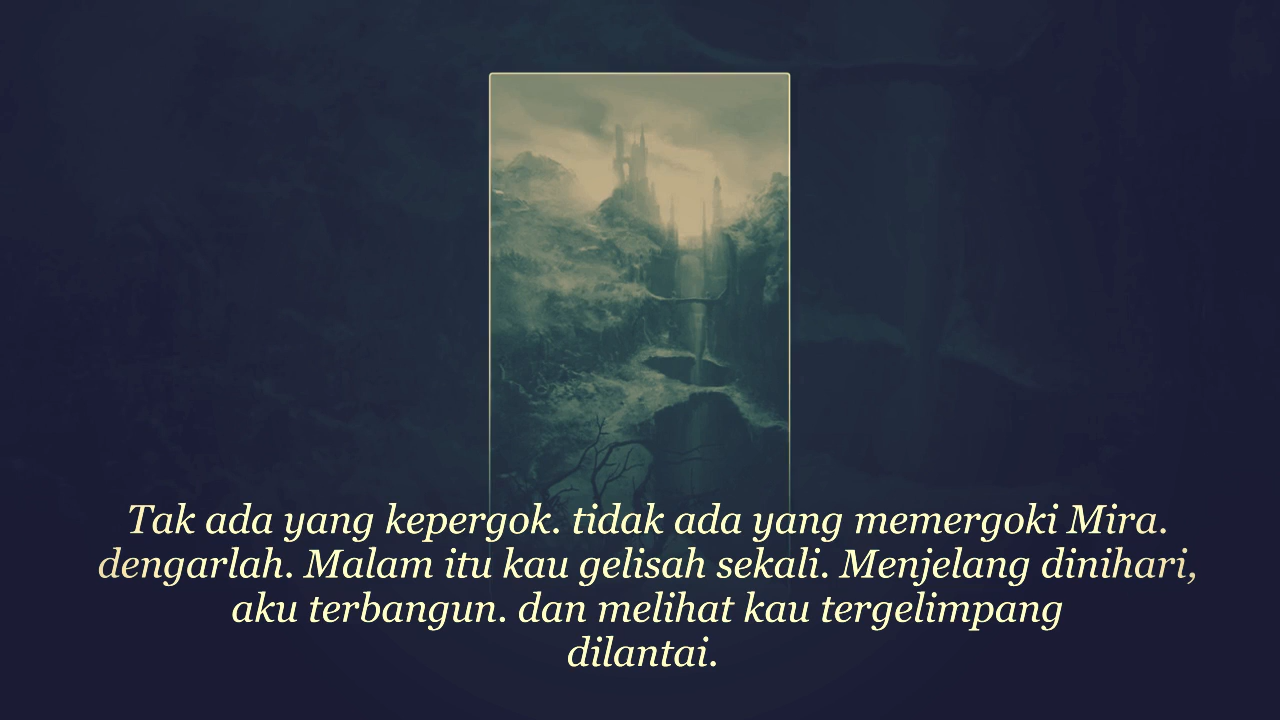 Tak ada yang kepergok. tidak ada yang memergoki Mira.
dengarlah. Malam itu kau gelisah sekali. Menjelang dinihari,
aku terbangun. dan melihat kau tergelimpang
dilantai.